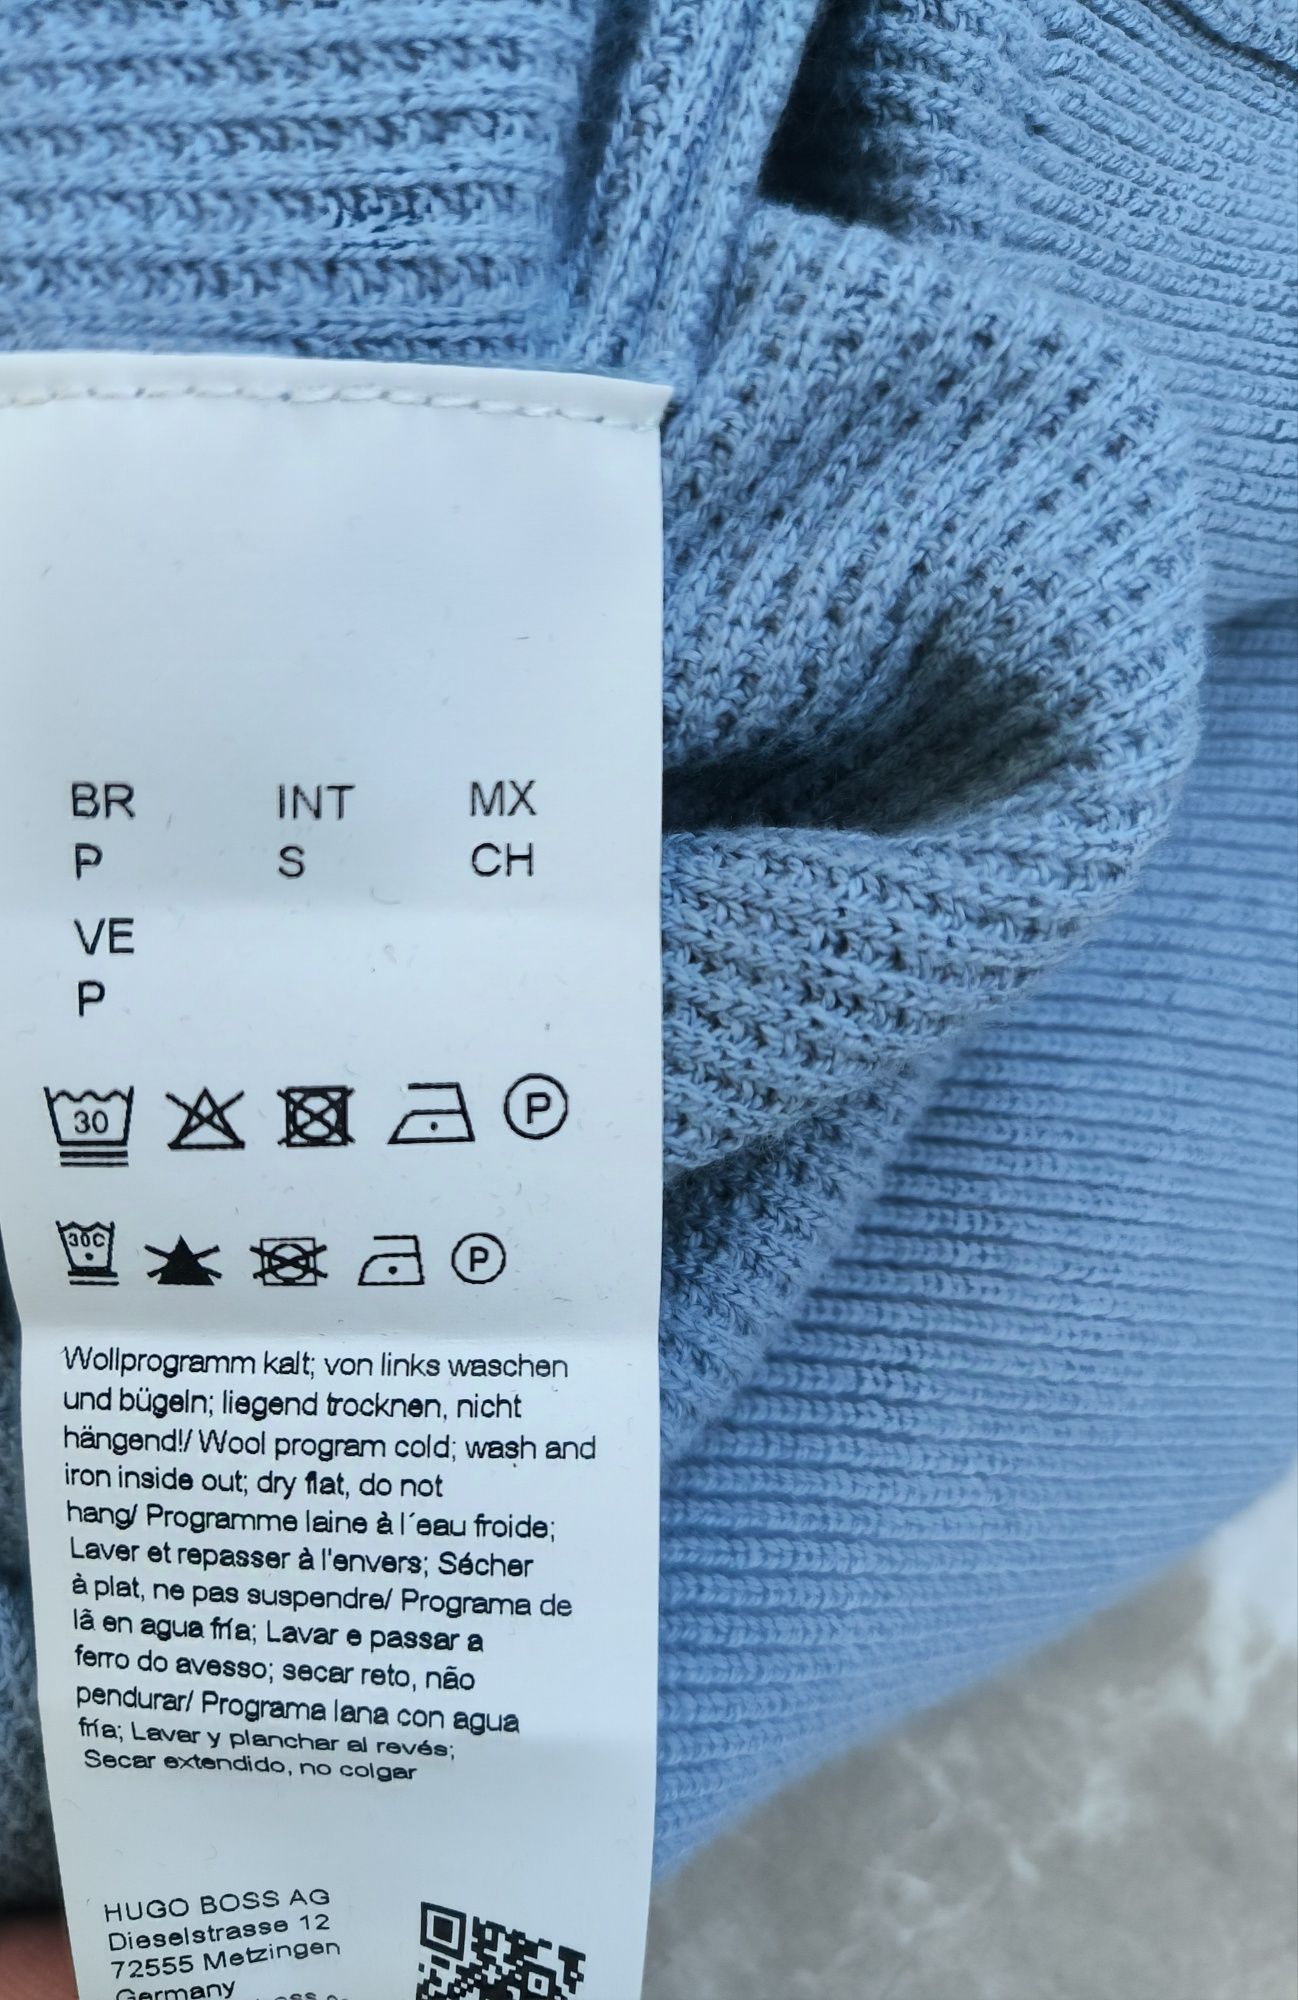 BR INT MX
P S CH
VE
P
30 P
30C P
Wollprogramm kalt; von links waschen
und bügeln; liegend trocknen, nicht
hängend!/ Wool program cold; wash and
iron inside out; dry flat, do not
hang/ Programme laine à l´eau froide;
Laver et repasser à l'envers; Sécher
à plat, ne pas suspendre/ Programa de
lã en agua fría; Lavar e passar a
ferro do avesso; secar reto, não
pendurar/ Programa lana con agua
fría; Lavar y planchar al revés;
Secar extendido, no colgar
HUGO BOSS AG
Dieselstrasse 12
72555 Metzingen
Germany